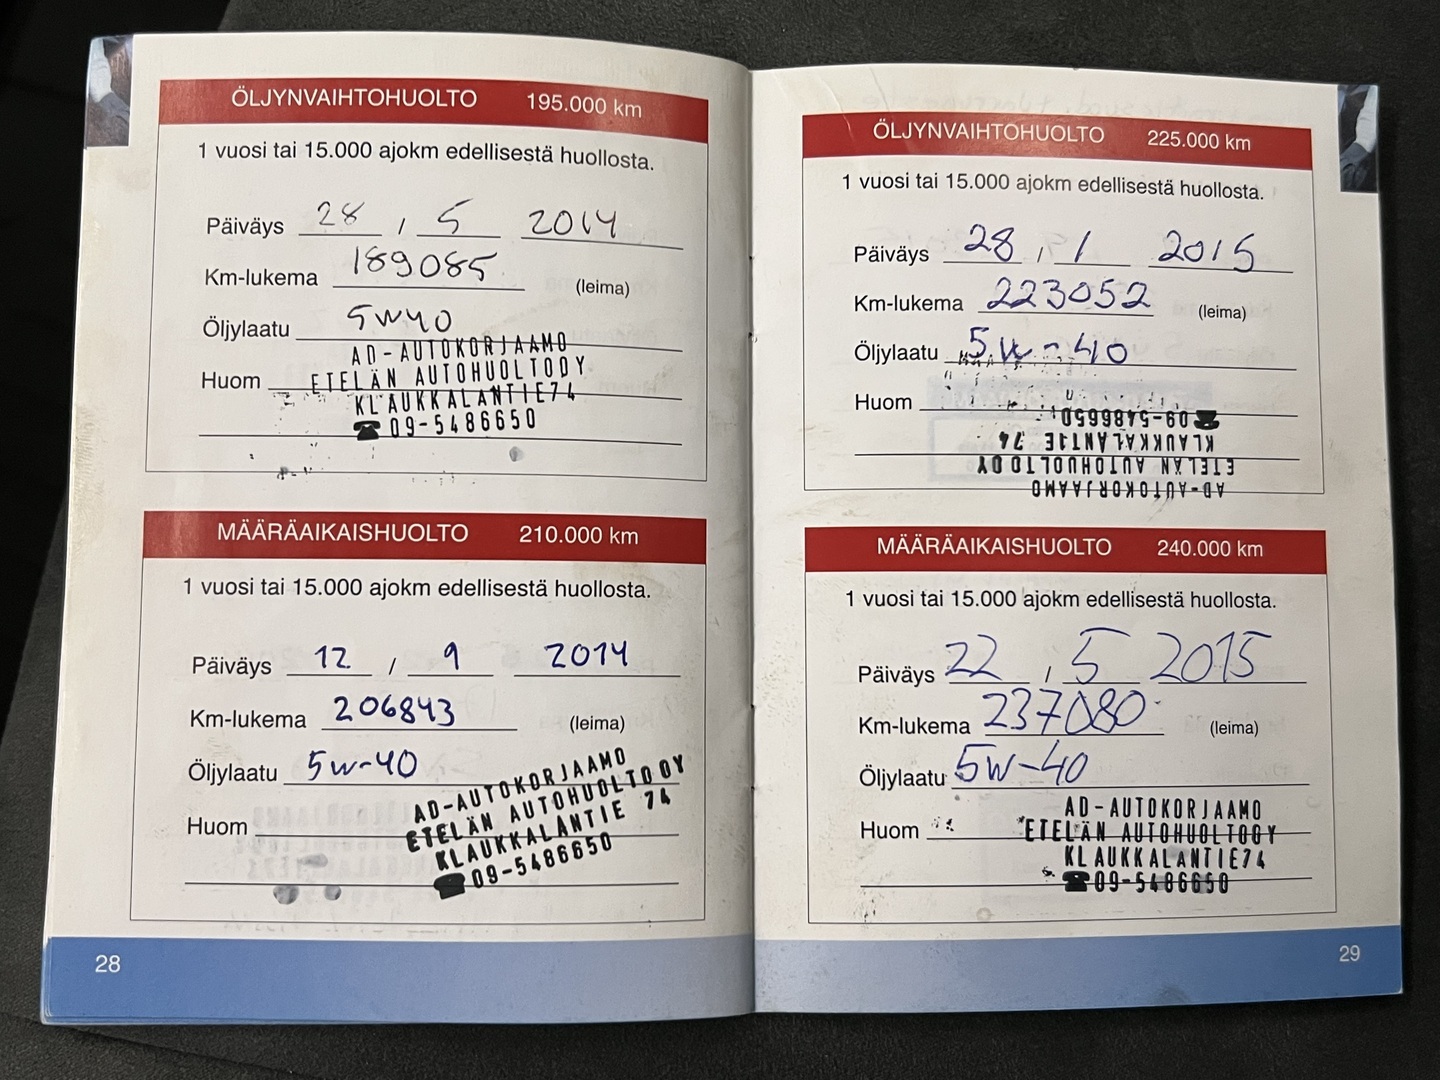 ÖLJYNVAIHTOHUOLTO 195.000 km
1 vuosi tai 15.000 ajokm edellisestä huollosta.
Päiväys 28 / 5 2014
Km-lukema 189085 (leima)
Öljylaatu 5W40
AD-AUTOKORJAAMO
Huom ETELÄN AUTOHUOLTO OY
KLAUKKALANTIE74
☎ 09-5486650
MÄÄRÄAIKAISHUOLTO 210.000 km
1 vuosi tai 15.000 ajokm edellisestä huollosta.
Päiväys 12 / 9 2014
Km-lukema 206843 (leima)
Öljylaatu 5w-40
AD-AUTOKORJAAMO
Huom ETELÄN AUTOHUOLTO OY
KLAUKKALANTIE 74
☎ 09-5486650
28
ÖLJYNVAIHTOHUOLTO 225.000 km
1 vuosi tai 15.000 ajokm edellisestä huollosta.
Päiväys 28 / 1 2015
Km-lukema 223052 (leima)
Öljylaatu 5w-40
Huom
AD-AUTOKORJAAMO
ETELÄN AUTOHUOLTO OY
KLAUKKALANTIE 74
☎ 09-5486650
MÄÄRÄAIKAISHUOLTO 240.000 km
1 vuosi tai 15.000 ajokm edellisestä huollosta.
Päiväys 22 / 5 2015
Km-lukema 237080 (leima)
Öljylaatu 5W-40
AD-AUTOKORJAAMO
Huom ETELÄN AUTOHUOLTOOY
KLAUKKALANTIE74
☎ 09-5486650
29